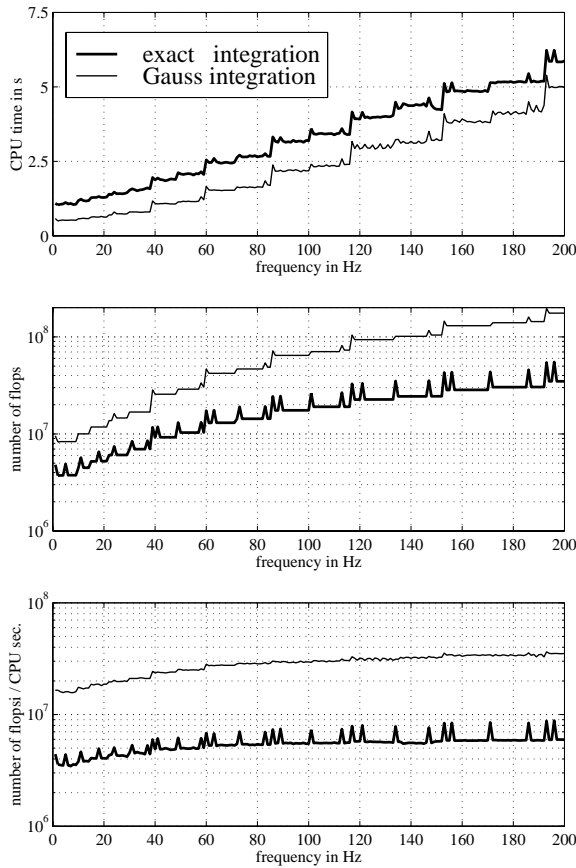 7.5
5
2.5
0
CPU time in s
exact integration
Gauss integration
0 20 40 60 80 100 120 140 160 180 200
frequency in Hz
10^8
10^7
10^6
number of flops
0 20 40 60 80 100 120 140 160 180 200
frequency in Hz
10^8
10^7
10^6
number of flopsi / CPU sec.
0 20 40 60 80 100 120 140 160 180 200
frequency in Hz